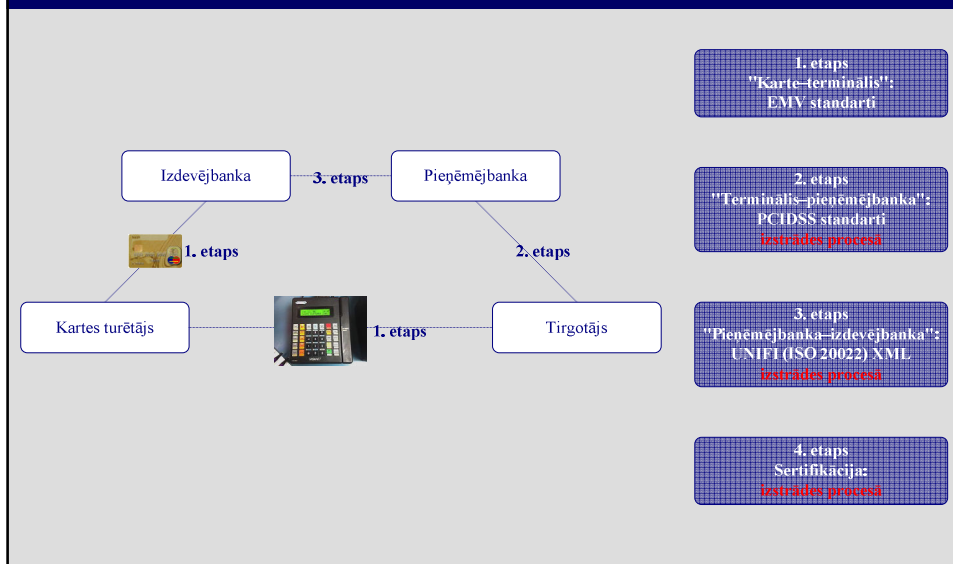 1. etaps
"Karte–terminālis":
EMV standarti
Izdevējbanka
3. etaps
Pieņēmējbanka
2. etaps
"Terminālis–pieņēmējbanka":
PCIDSS standarti
izstrādes procesā
1. etaps
2. etaps
Kartes turētājs
1. etaps
Tirgotājs
3. etaps
"Pieņēmējbanka–izdevējbanka":
UNIFI (ISO 20022) XML
izstrādes procesā
4. etaps
Sertifikācija:
izstrādes procesā